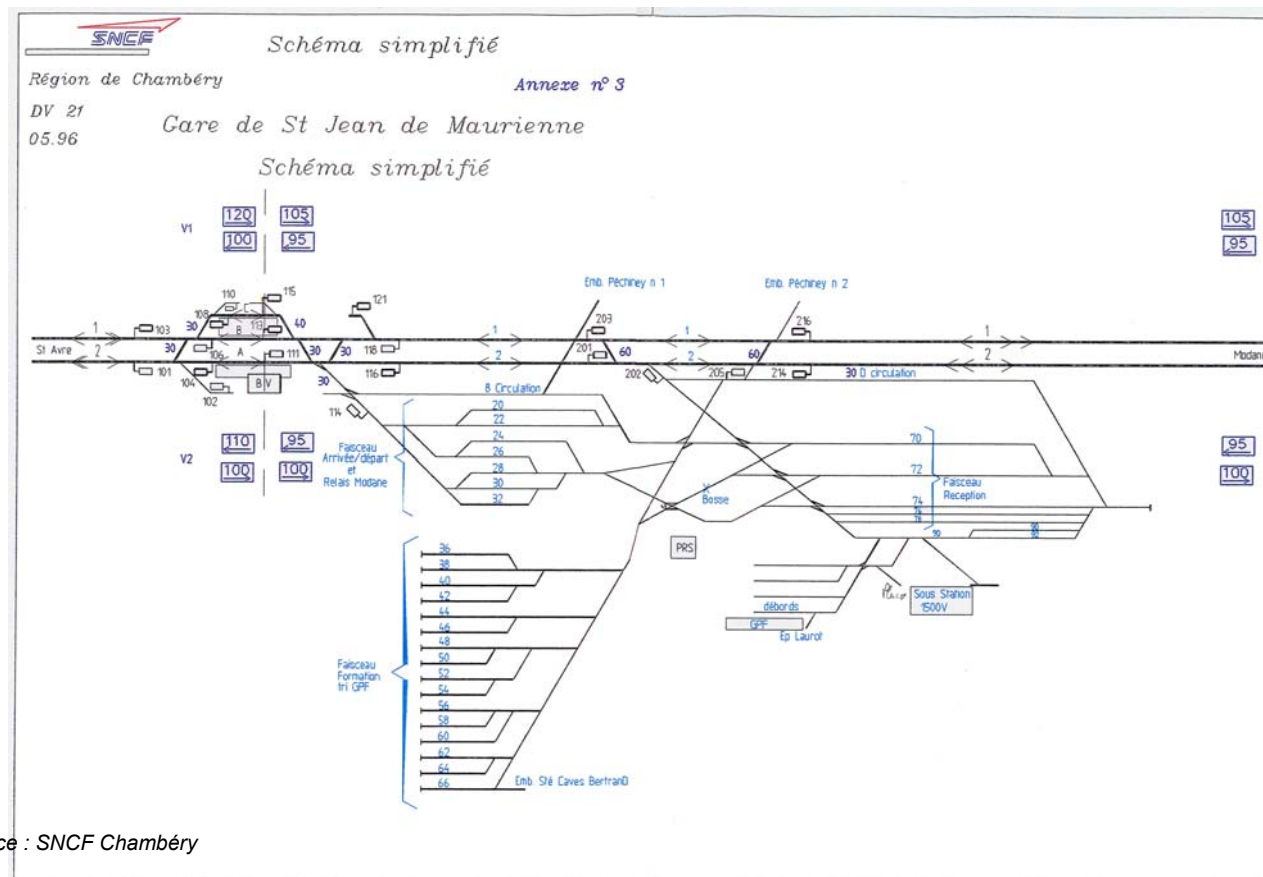 SNCF
Schéma simplifié
Région de Chambéry
Annexe n° 3
DV 21
05.96
Gare de St Jean de Maurienne
Schéma simplifié
V1
120
105
100
95
105
95
110
115
121
Emb. Péchiney n 1
Emb. Péchiney n 2
108
113
40
203
216
1
103
30
B
1
1
1
St Avre
2
30
A
30
30
118
201
60
60
2
2
2
Modane
106
111
101
104
116
202
205
214
30 D circulation
102
B V
30
8 Circulation
114
V2
110
95
100
100
95
100
Faisceau
Arrivée/départ
et
Relais Modane
20
22
24
26
28
30
32
70
72
74
76
78
90
90
92
Faisceau
Reception
X
Bosse
PRS
Sous Station
1500V
débords
GPF
Ep Laurot
Faisceau
Formation
tri GPF
36
38
40
42
44
46
48
50
52
54
56
58
60
62
64
66
Emb. Sté Caves BertranD
ce : SNCF Chambéry